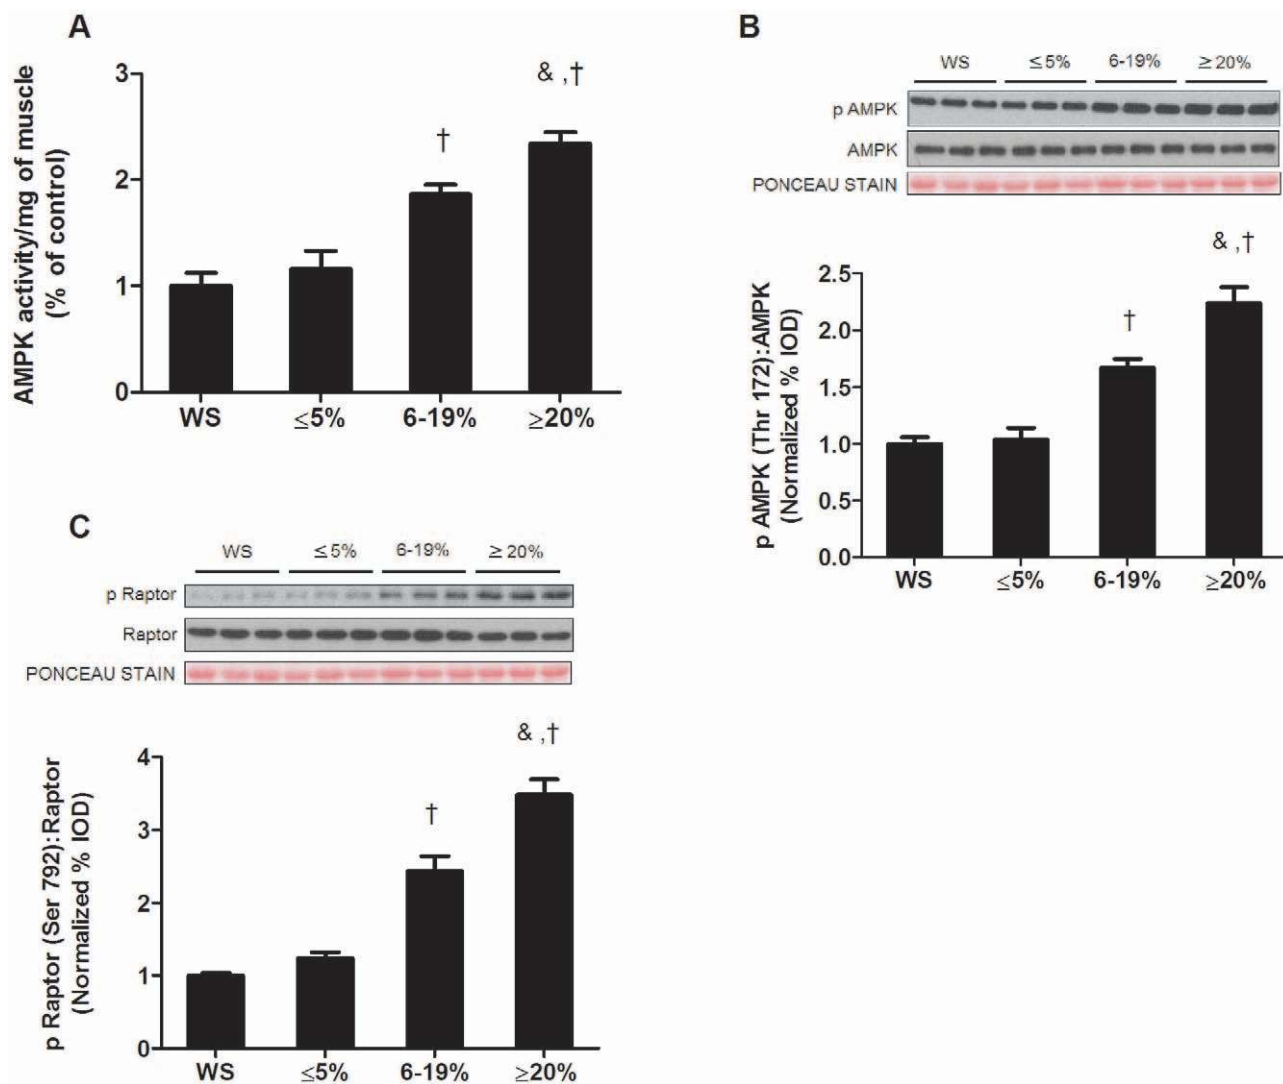 A
AMPK activity/mg of muscle
(% of control)
3
2
1
0
†
& ,†
WS ≤5% 6-19% ≥20%
B
WS ≤5% 6-19% ≥20%
p AMPK
AMPK
PONCEAU STAIN
p AMPK (Thr 172):AMPK
(Normalized % IOD)
2.5
2.0
1.5
1.0
0.5
0.0
†
& ,†
WS ≤5% 6-19% ≥20%
C
WS ≤5% 6-19% ≥20%
p Raptor
Raptor
PONCEAU STAIN
p Raptor (Ser 792):Raptor
(Normalized % IOD)
4
3
2
1
0
†
& ,†
WS ≤5% 6-19% ≥20%